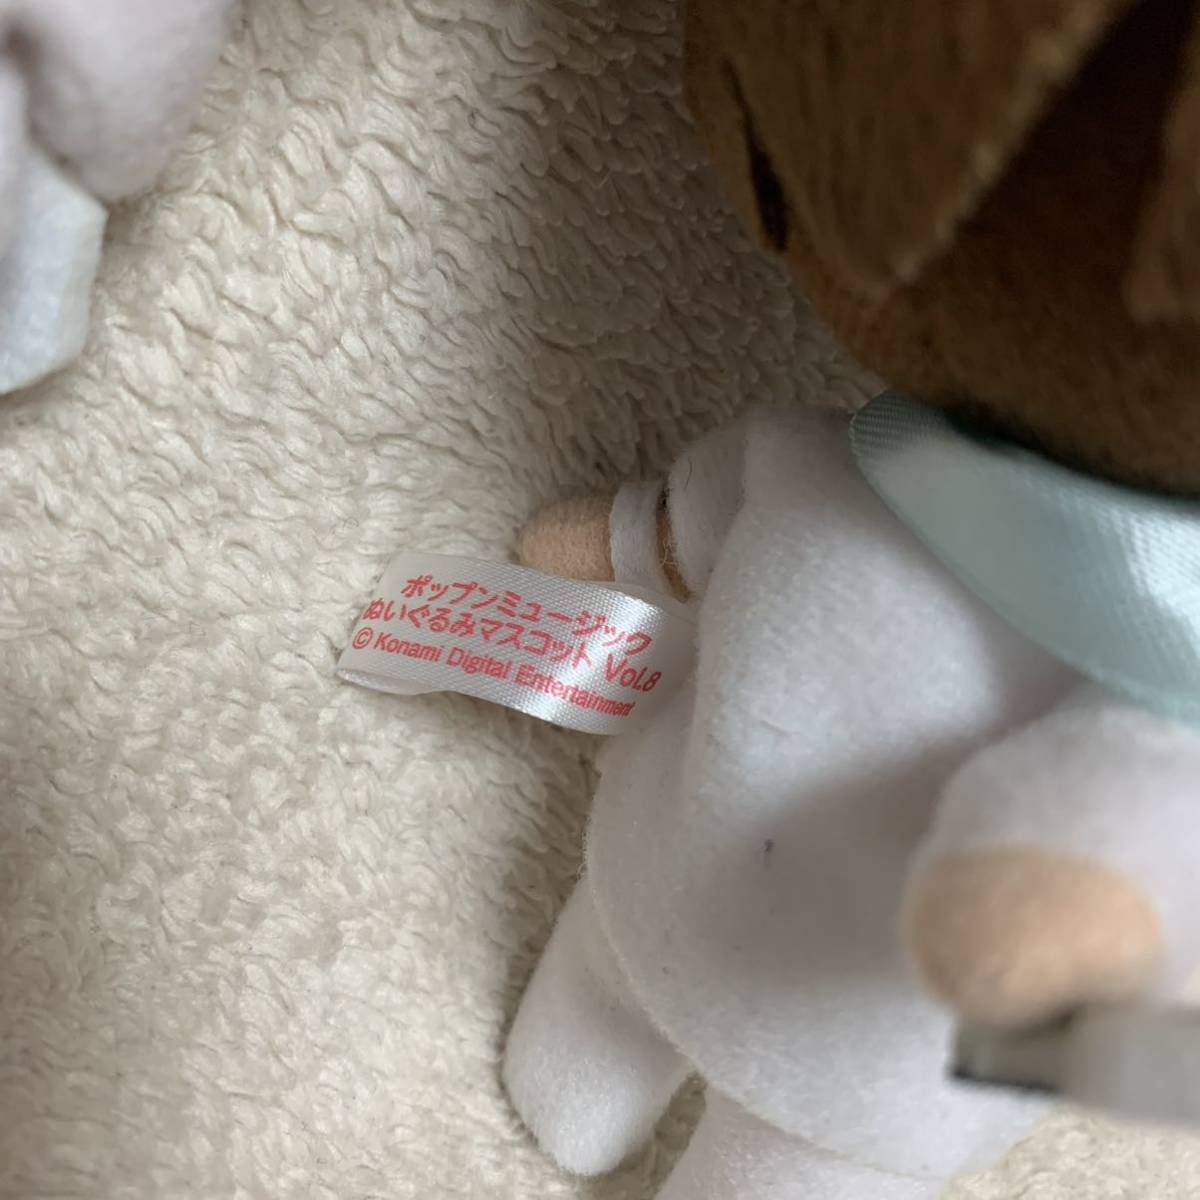 ポップンミュージック
ぬいぐるみマスコット Vol.8
© Konami Digital Entertainment